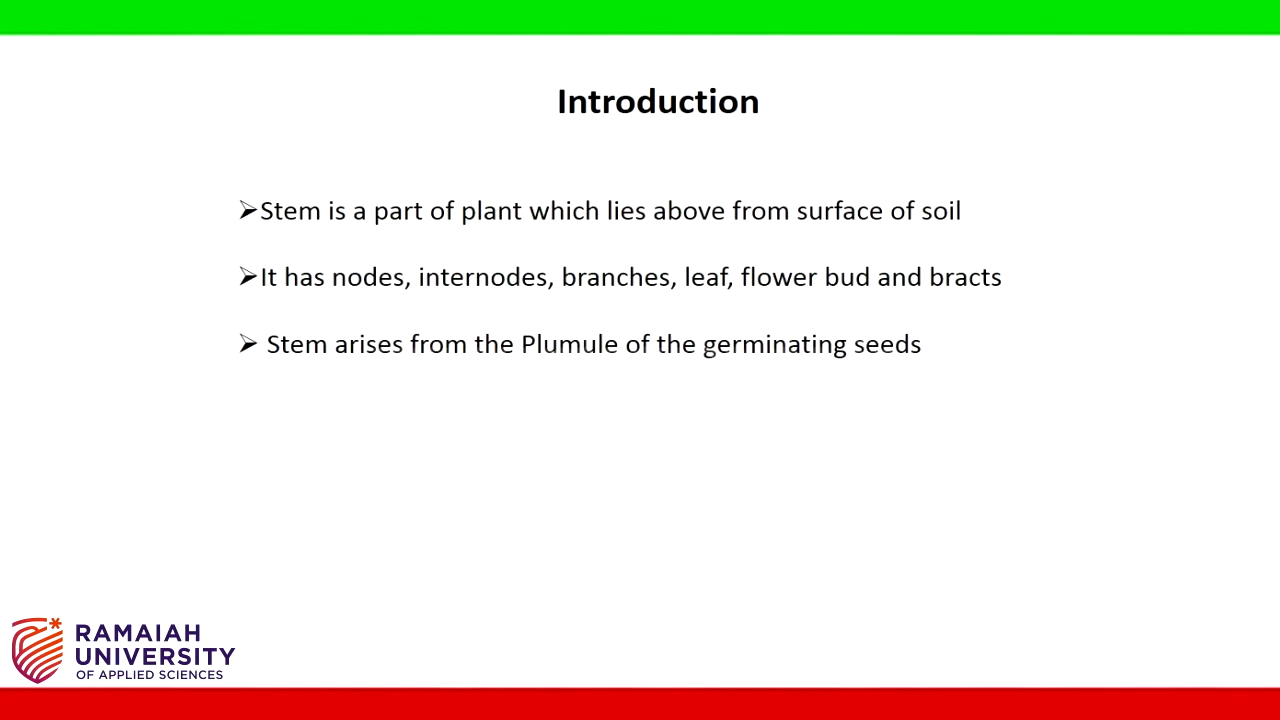 Introduction
➢Stem is a part of plant which lies above from surface of soil
➢It has nodes, internodes, branches, leaf, flower bud and bracts
➢ Stem arises from the Plumule of the germinating seeds
RAMAIAH
UNIVERSITY
OF APPLIED SCIENCES